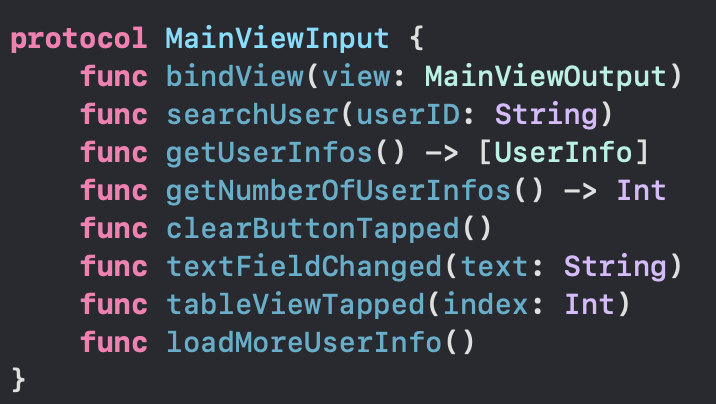 protocol MainViewInput {
    func bindView(view: MainViewOutput)
    func searchUser(userID: String)
    func getUserInfos() -> [UserInfo]
    func getNumberOfUserInfos() -> Int
    func clearButtonTapped()
    func textFieldChanged(text: String)
    func tableViewTapped(index: Int)
    func loadMoreUserInfo()
}